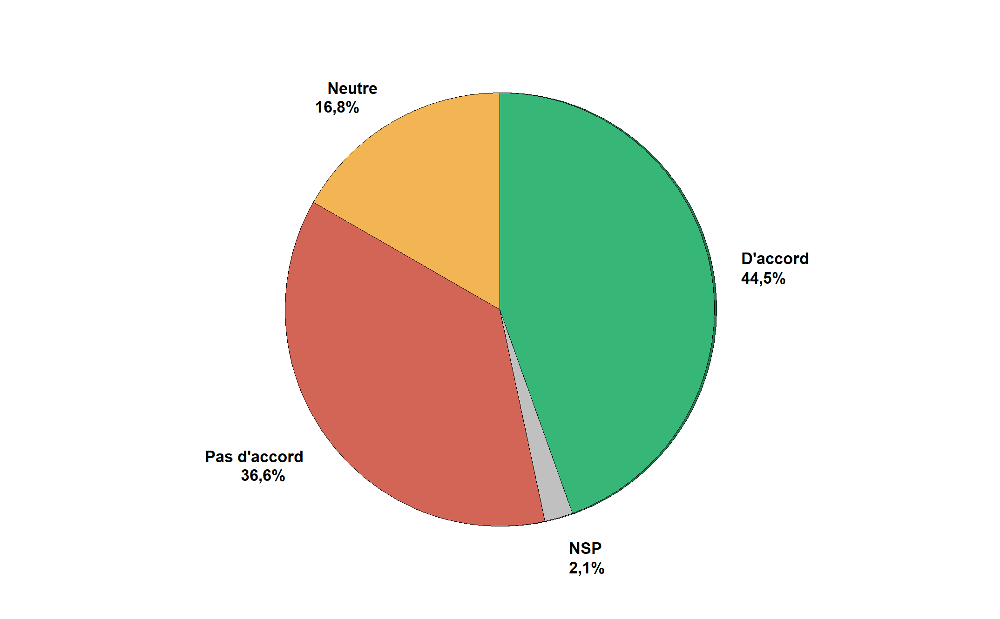 Neutre
16,8%
D'accord
44,5%
Pas d'accord
36,6%
NSP
2,1%